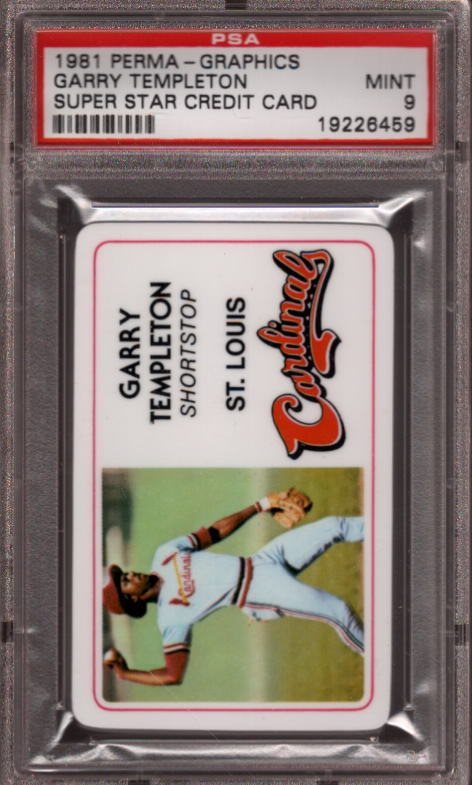 PSA
1981 PERMA-GRAPHICS
GARRY TEMPLETON MINT
SUPER STAR CREDIT CARD 9
19226459
GARRY
TEMPLETON
SHORTSTOP
ST. LOUIS
Cardinals
Cardinals